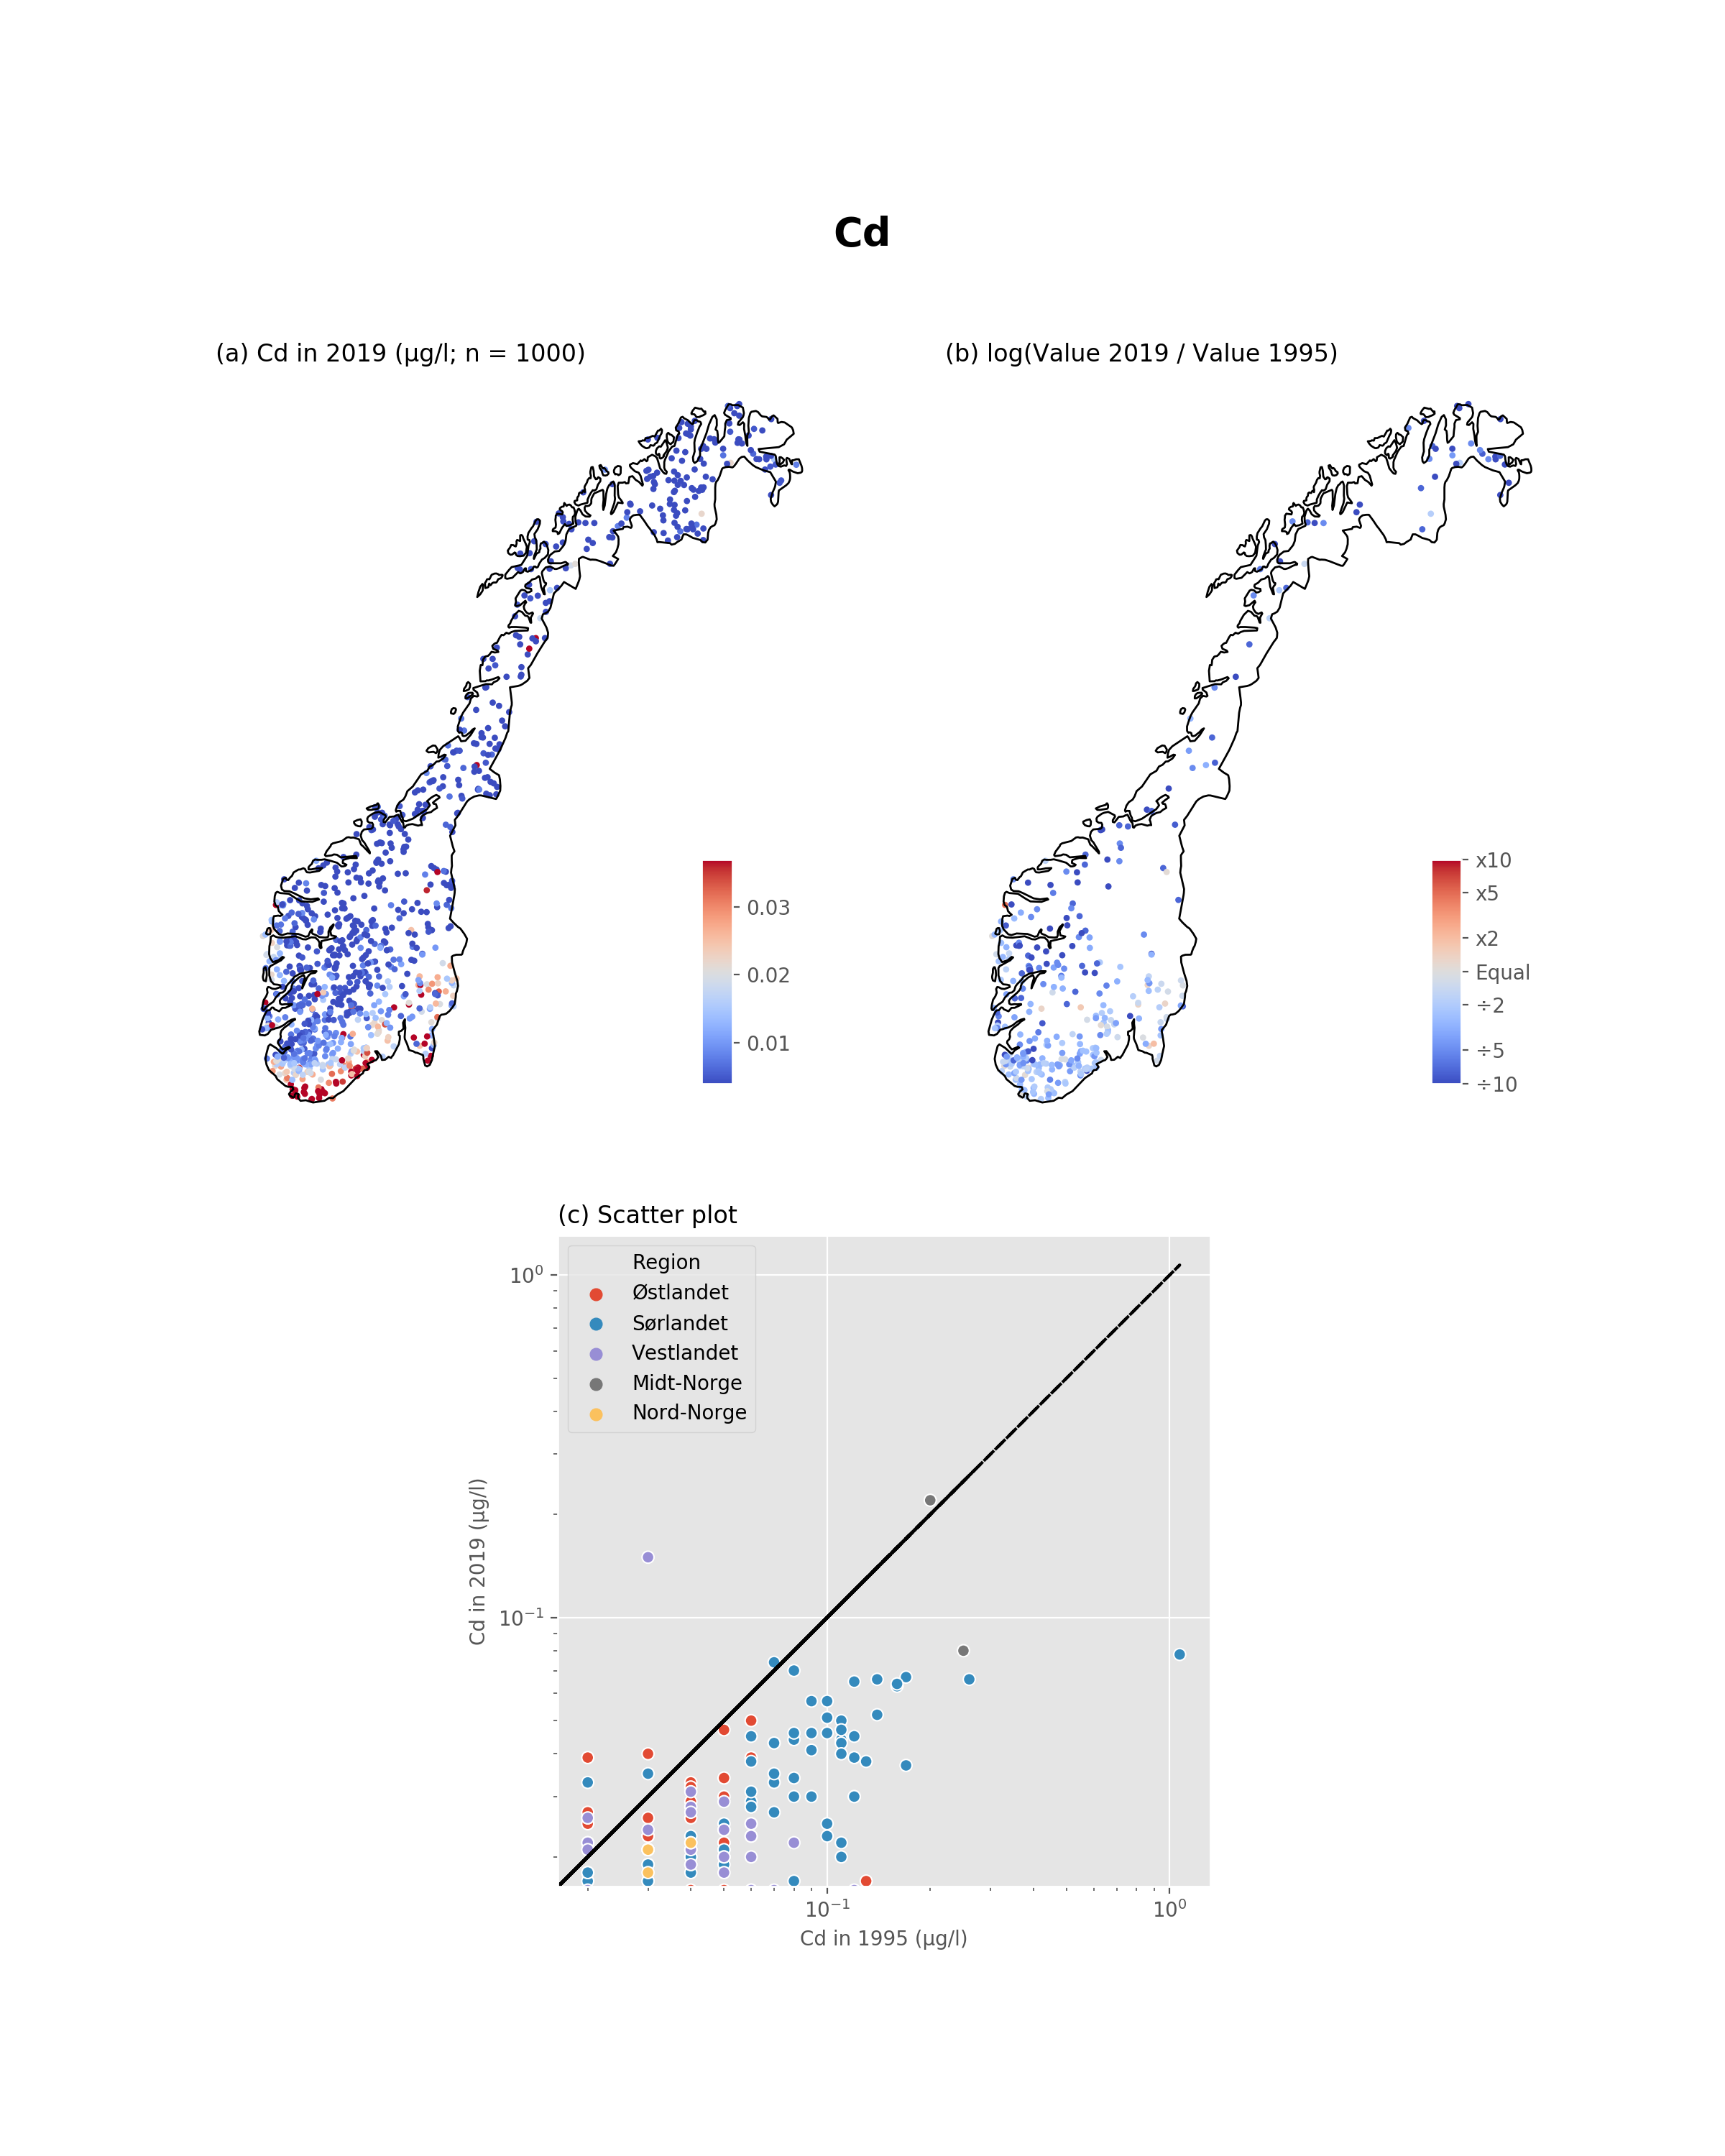 Cd
(a) Cd in 2019 (µg/l; n = 1000)
(b) log(Value 2019 / Value 1995)
0.03
0.02
0.01
x10
x5
x2
Equal
÷2
÷5
÷10
(c) Scatter plot
Region
Østlandet
Sørlandet
Vestlandet
Midt-Norge
Nord-Norge
10⁰
10⁻¹
Cd in 2019 (µg/l)
10⁻¹
10⁰
Cd in 1995 (µg/l)